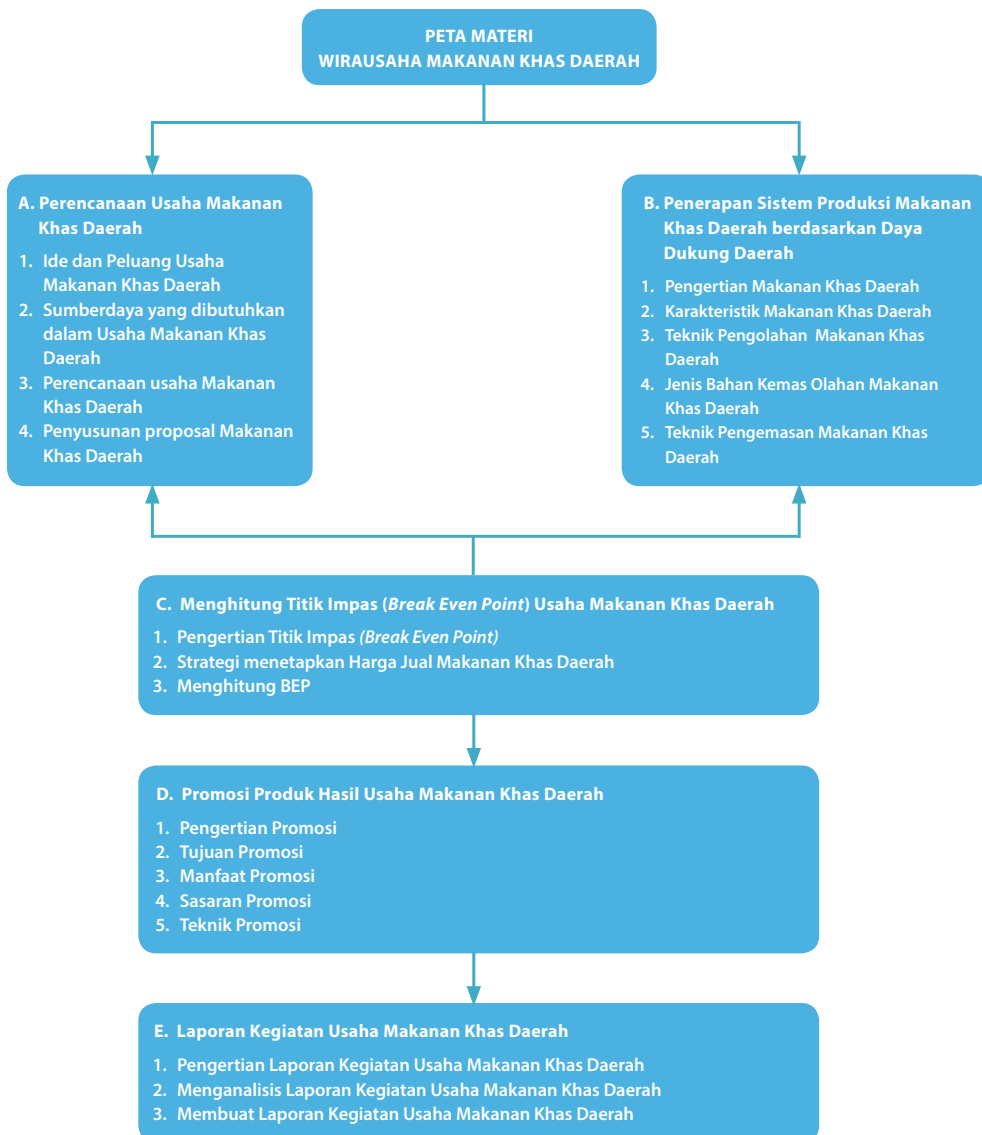 PETA MATERI
WIRAUSAHA MAKANAN KHAS DAERAH
A. Perencanaan Usaha Makanan
Khas Daerah
1. Ide dan Peluang Usaha
Makanan Khas Daerah
2. Sumberdaya yang dibutuhkan
dalam Usaha Makanan Khas
Daerah
3. Perencanaan usaha Makanan
Khas Daerah
4. Penyusunan proposal Makanan
Khas Daerah
B. Penerapan Sistem Produksi Makanan
Khas Daerah berdasarkan Daya
Dukung Daerah
1. Pengertian Makanan Khas Daerah
2. Karakteristik Makanan Khas Daerah
3. Teknik Pengolahan Makanan Khas
Daerah
4. Jenis Bahan Kemas Olahan Makanan
Khas Daerah
5. Teknik Pengemasan Makanan Khas
Daerah
C. Menghitung Titik Impas (Break Even Point) Usaha Makanan Khas Daerah
1. Pengertian Titik Impas (Break Even Point)
2. Strategi menetapkan Harga Jual Makanan Khas Daerah
3. Menghitung BEP
D. Promosi Produk Hasil Usaha Makanan Khas Daerah
1. Pengertian Promosi
2. Tujuan Promosi
3. Manfaat Promosi
4. Sasaran Promosi
5. Teknik Promosi
E. Laporan Kegiatan Usaha Makanan Khas Daerah
1. Pengertian Laporan Kegiatan Usaha Makanan Khas Daerah
2. Menganalisis Laporan Kegiatan Usaha Makanan Khas Daerah
3. Membuat Laporan Kegiatan Usaha Makanan Khas Daerah